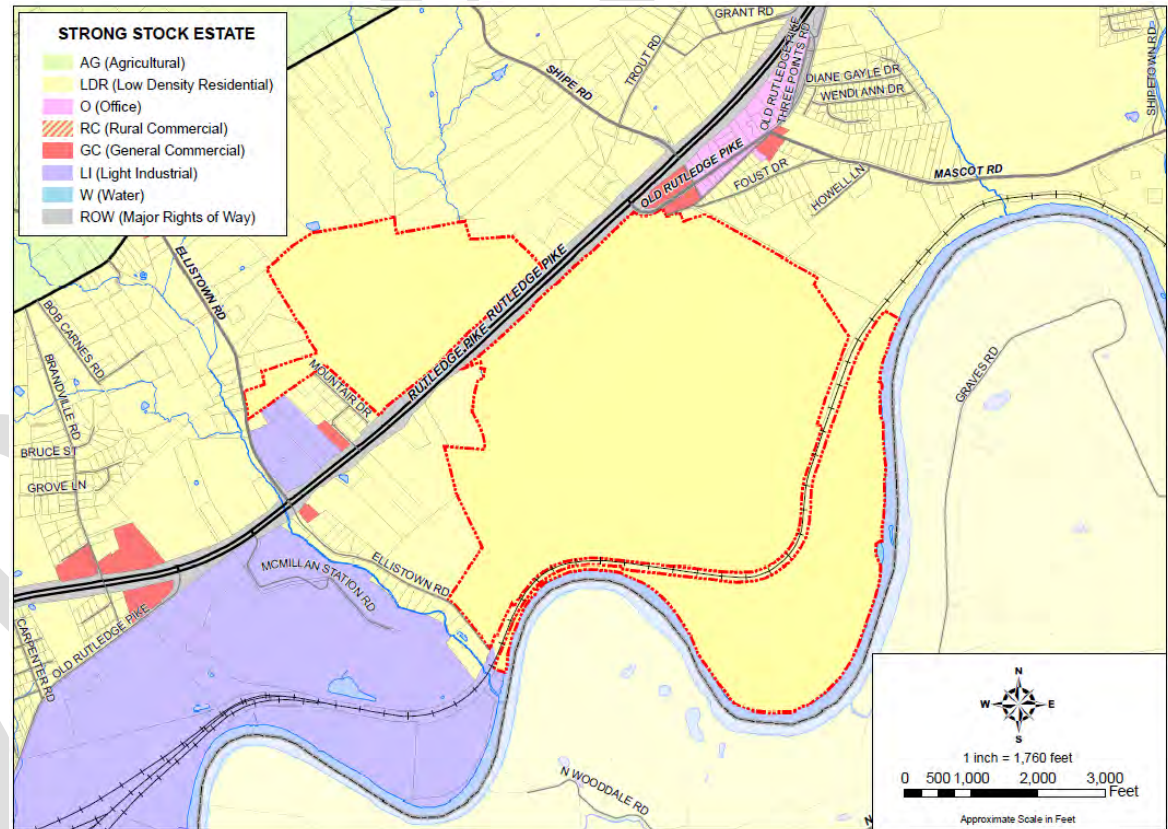 STRONG STOCK ESTATE
AG (Agricultural)
LDR (Low Density Residential)
O (Office)
RC (Rural Commercial)
GC (General Commercial)
LI (Light Industrial)
W (Water)
ROW (Major Rights of Way)
GRANT RD
TROUT RD
SHIPE RD
OLD RUTLEDGE PIKE
THREE POINTS RD
DIANE GAYLE DR
WENDI ANN DR
SHIPETOWN RD
OLD RUTLEDGE PIKE
FOUST DR
MASCOT RD
HOWELL LN
ELLISTOWN RD
RUTLEDGE PIKE
RUTLEDGE PIKE
BOB CARNES RD
BRANDVILLE RD
MOUNTAIR DR
GRAVES RD
BRUCE ST
GROVE LN
ELLISTOWN RD
MCMILLAN STATION RD
CARPENTER RD
OLD RUTLEDGE PIKE
N WOODDALE RD
N
W E
S
1 inch = 1,760 feet
0 500 1,000 2,000 3,000
Feet
Approximate Scale in Feet